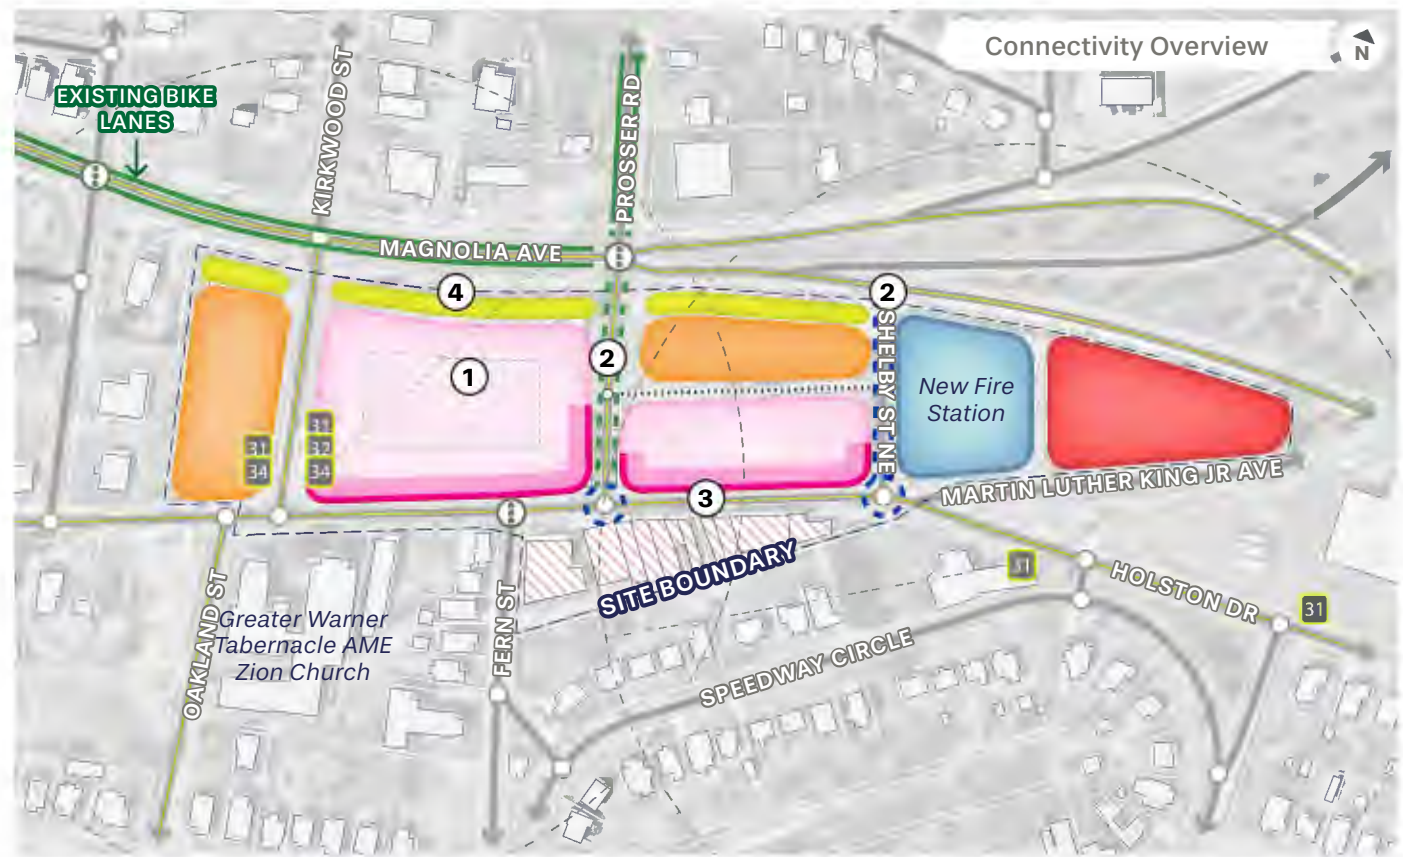 Connectivity Overview
N
EXISTING BIKE
LANES
KIRKWOOD ST
PROSSER RD
MAGNOLIA AVE
4
2
2
1
SHELBY ST NE
New Fire
Station
31
34
31
32
34
3
MARTIN LUTHER KING JR AVE
SITE BOUNDARY
31
HOLSTON DR
31
OAKLAND ST
Greater Warner
Tabernacle AME
Zion Church
FERN ST
SPEEDWAY CIRCLE